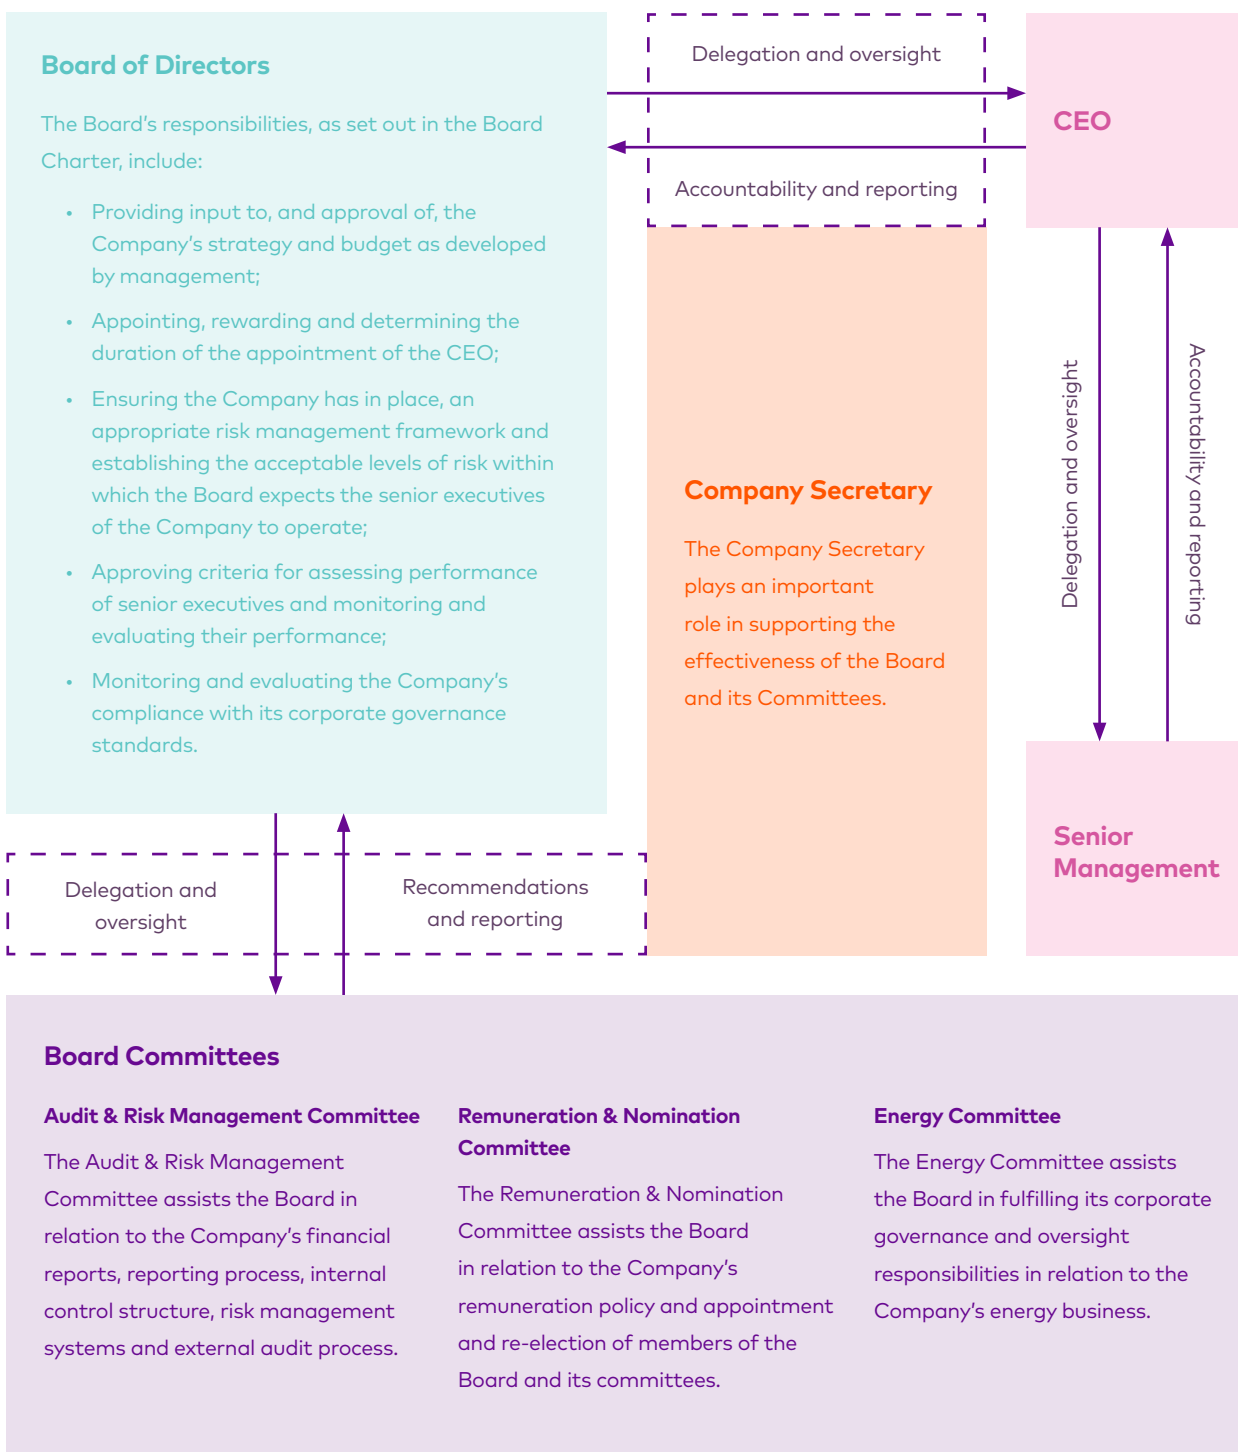 Board of Directors
The Board’s responsibilities, as set out in the Board
Charter, include:
• Providing input to, and approval of, the
Company’s strategy and budget as developed
by management;
• Appointing, rewarding and determining the
duration of the appointment of the CEO;
• Ensuring the Company has in place, an
appropriate risk management framework and
establishing the acceptable levels of risk within
which the Board expects the senior executives
of the Company to operate;
• Approving criteria for assessing performance
of senior executives and monitoring and
evaluating their performance;
• Monitoring and evaluating the Company’s
compliance with its corporate governance
standards.
Delegation and oversight
Accountability and reporting
CEO
Company Secretary
The Company Secretary
plays an important
role in supporting the
effectiveness of the Board
and its Committees.
Delegation and oversight
Accountability and reporting
Senior
Management
Delegation and
oversight
Recommendations
and reporting
Board Committees
Audit & Risk Management Committee
The Audit & Risk Management
Committee assists the Board in
relation to the Company’s financial
reports, reporting process, internal
control structure, risk management
systems and external audit process.
Remuneration & Nomination
Committee
The Remuneration & Nomination
Committee assists the Board
in relation to the Company’s
remuneration policy and appointment
and re-election of members of the
Board and its committees.
Energy Committee
The Energy Committee assists
the Board in fulfilling its corporate
governance and oversight
responsibilities in relation to the
Company’s energy business.